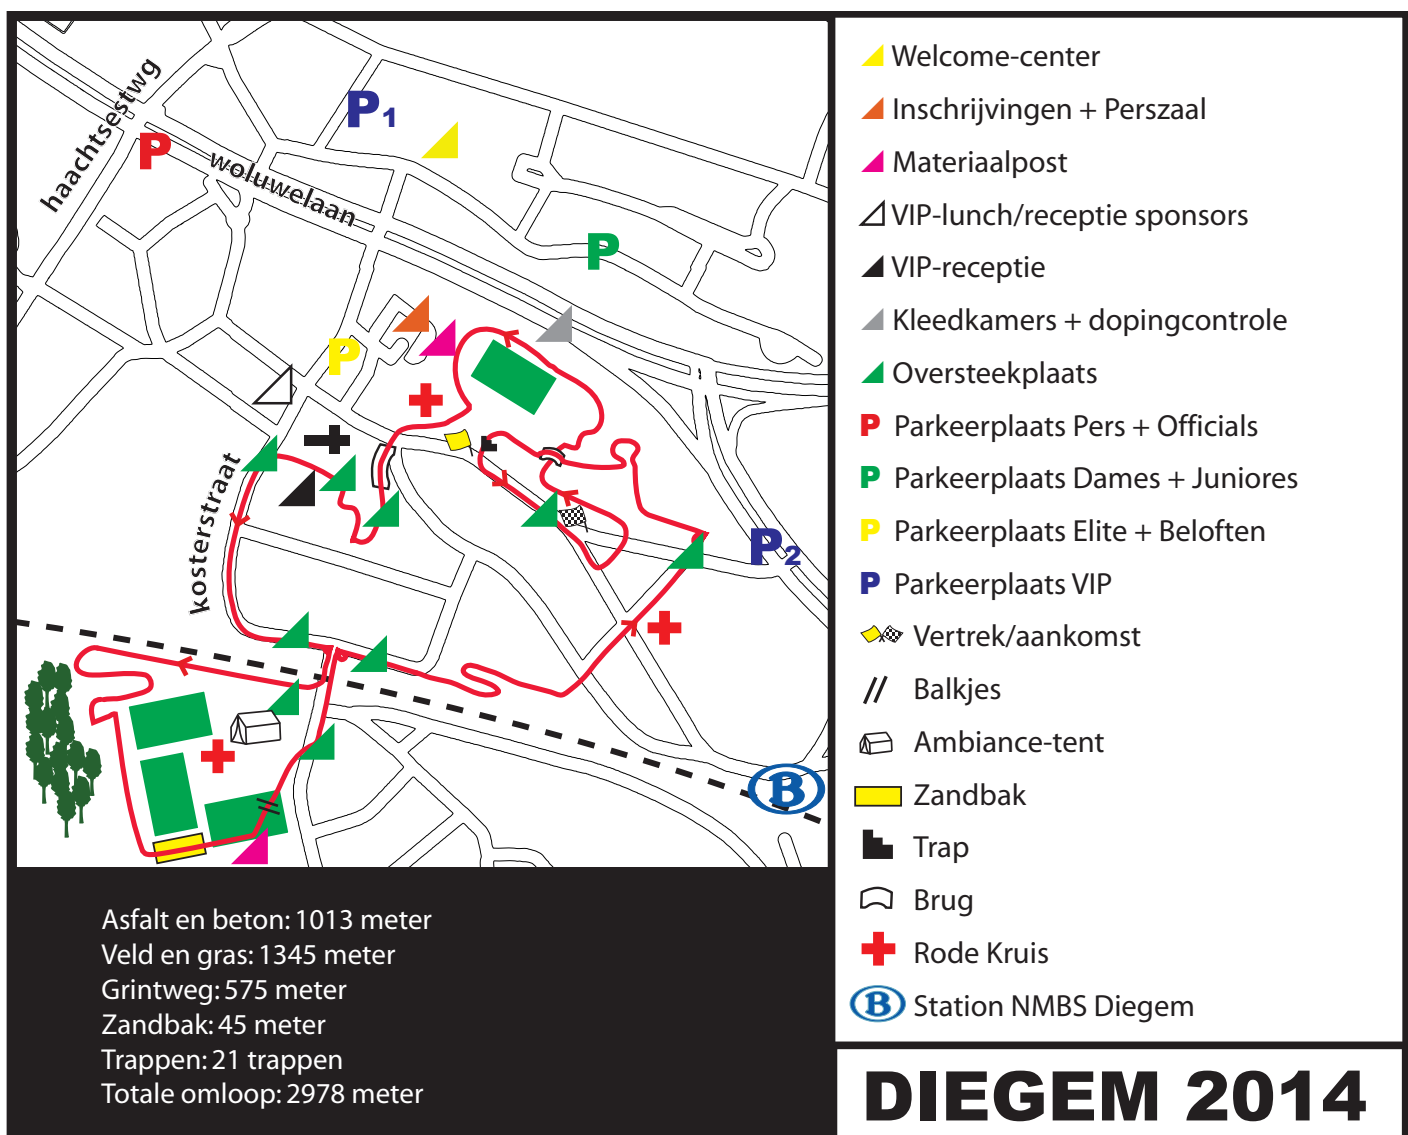 haachtsestwg
P
P1
woluwelaan
P
P
kosterstraat
P2
B
Welcome-center
Inschrijvingen + Perszaal
Materiaalpost
VIP-lunch/receptie sponsors
VIP-receptie
Kleedkamers + dopingcontrole
Oversteekplaats
P Parkeerplaats Pers + Officials
P Parkeerplaats Dames + Juniores
P Parkeerplaats Elite + Beloften
P Parkeerplaats VIP
Vertrek/aankomst
Balkjes
Ambiance-tent
Zandbak
Trap
Brug
Rode Kruis
B Station NMBS Diegem
Asfalt en beton: 1013 meter
Veld en gras: 1345 meter
Grintweg: 575 meter
Zandbak: 45 meter
Trappen: 21 trappen
Totale omloop: 2978 meter
DIEGEM 2014